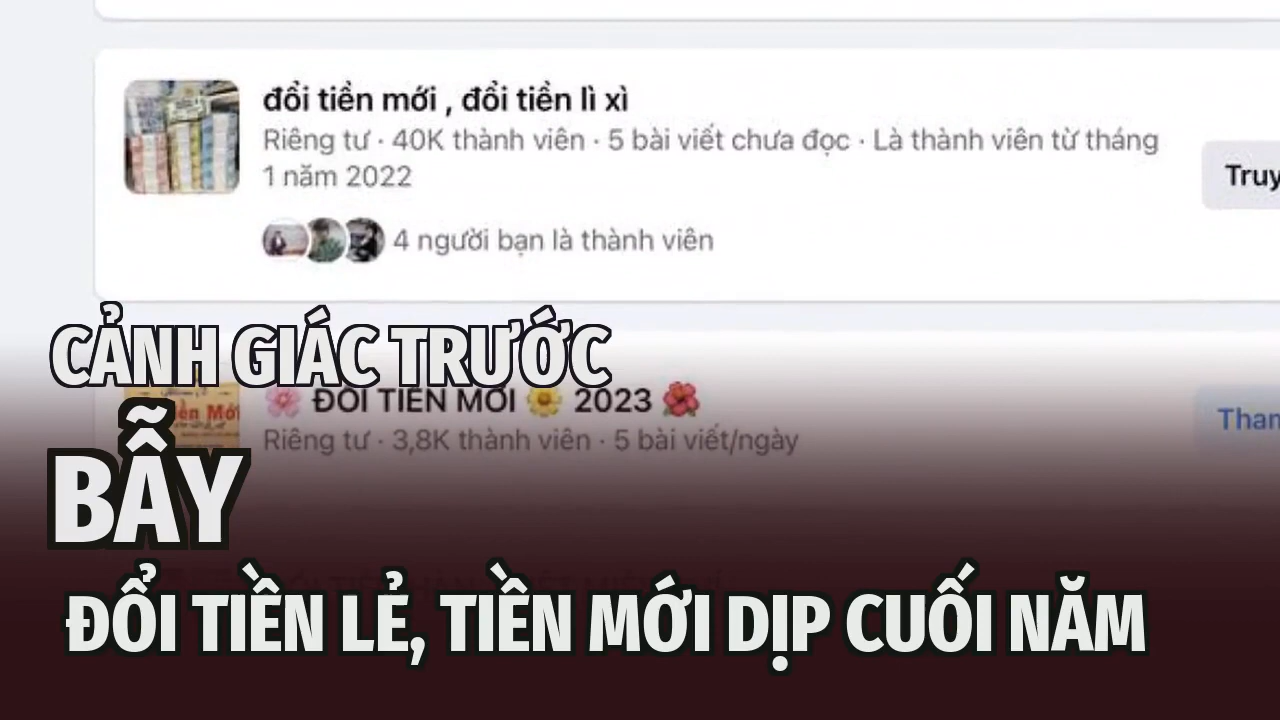 đổi tiền mới , đổi tiền lì xì
Riêng tư · 40K thành viên · 5 bài viết chưa đọc · Là thành viên từ tháng
1 năm 2022
Truy
4 người bạn là thành viên
CẢNH GIÁC TRƯỚC
🌸 ĐỔI TIỀN MỚI 🌼 2023 🌺
Riêng tư · 3,8K thành viên · 5 bài viết/ngày
Tham
BẪY
ĐỔI TIỀN LẺ, TIỀN MỚI DỊP CUỐI NĂM